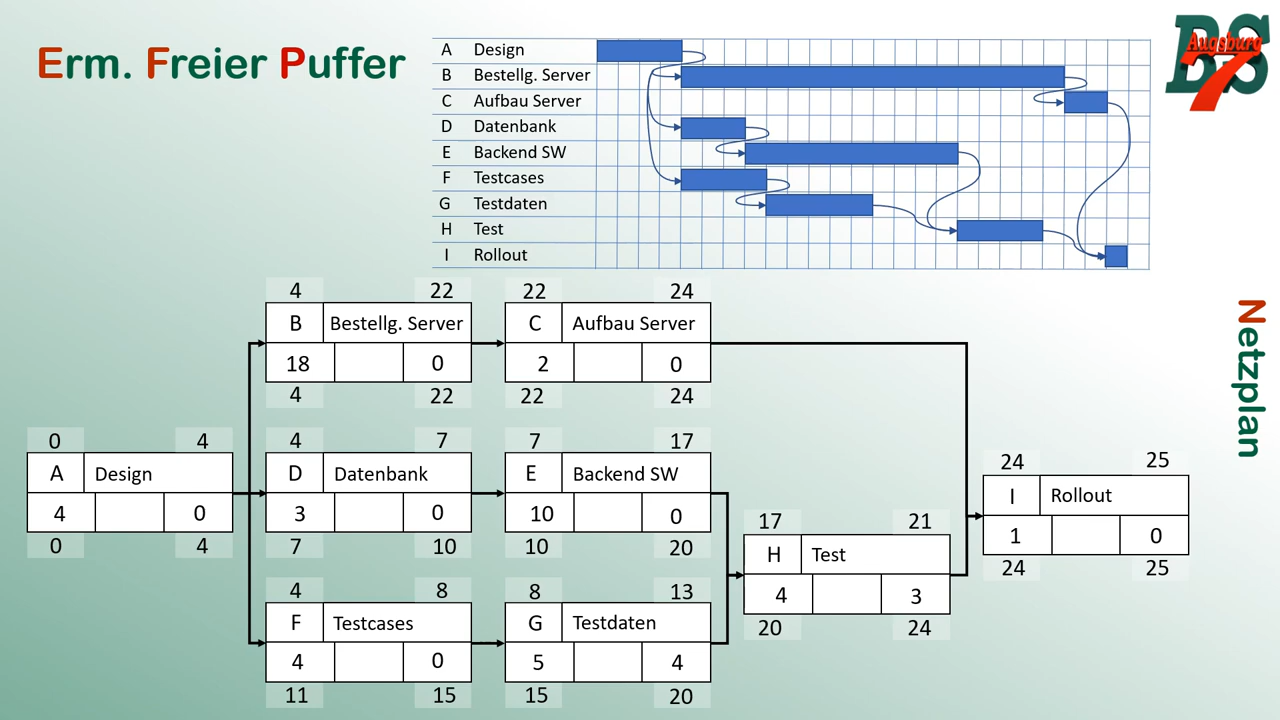 Erm. Freier Puffer
A Design
B Bestellg. Server
C Aufbau Server
D Datenbank
E Backend SW
F Testcases
G Testdaten
H Test
I Rollout
BS
Augsburg
7
Netzplan
4 22
B Bestellg. Server
18 0
4 22
22 24
C Aufbau Server
2 0
22 24
0 4
A Design
4 0
0 4
4 7
D Datenbank
3 0
7 10
7 17
E Backend SW
10 0
10 20
4 8
F Testcases
4 0
11 15
8 13
G Testdaten
5 4
15 20
17 21
H Test
4 3
20 24
24 25
I Rollout
1 0
24 25